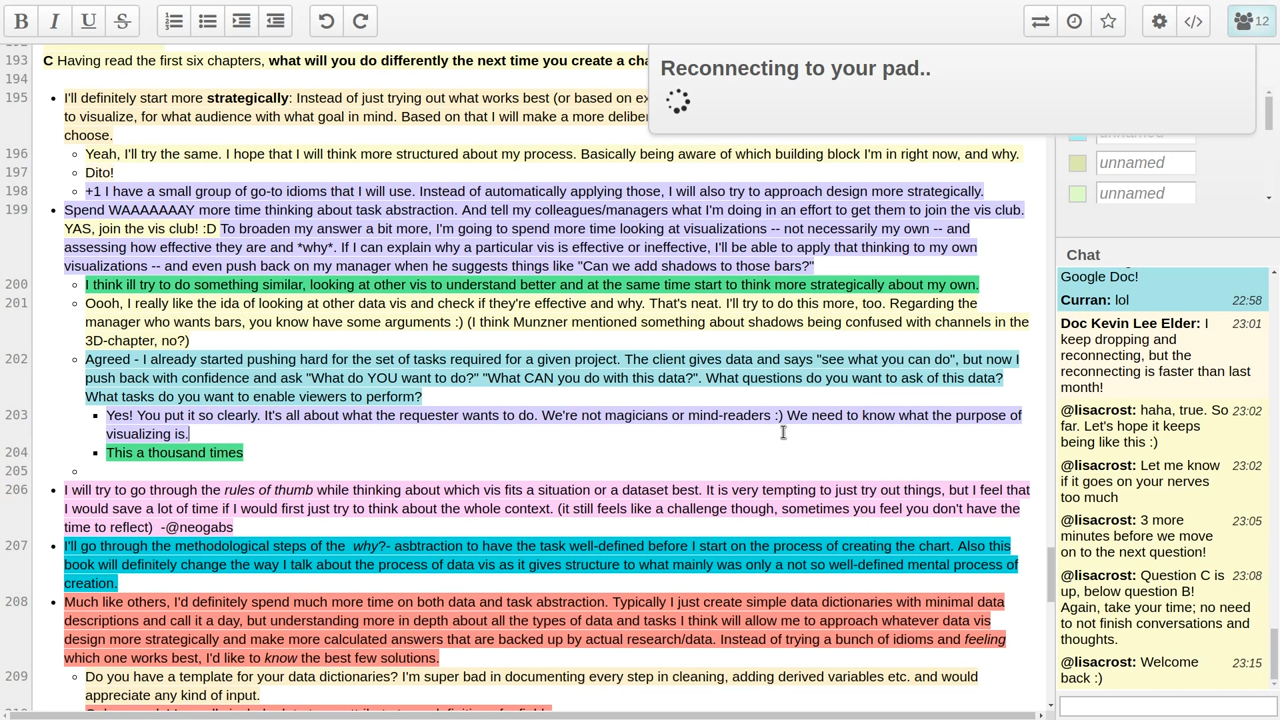 B I U S
12
193 C Having read the first six chapters, what will you do differently the next time you create a cha
Reconnecting to your pad..
194
195 I'll definitely start more strategically: Instead of just trying out what works best (or based on ex
to visualize, for what audience with what goal in mind. Based on that I will make a more deliber
choose.
196 Yeah, I'll try the same. I hope that I will think more structured about my process. Basically being aware of which building block I'm in right now, and why.
197 Dito!
198 +1 I have a small group of go-to idioms that I will use. Instead of automatically applying those, I will also try to approach design more strategically.
199 Spend WAAAAAAAY more time thinking about task abstraction. And tell my colleagues/managers what I'm doing in an effort to get them to join the vis club.
YAS, join the vis club! :D To broaden my answer a bit more, I'm going to spend more time looking at visualizations -- not necessarily my own -- and
assessing how effective they are and *why*. If I can explain why a particular vis is effective or ineffective, I'll be able to apply that thinking to my own
visualizations -- and even push back on my manager when he suggests things like "Can we add shadows to those bars?"
200 I think ill try to do something similar, looking at other vis to understand better and at the same time start to think more strategically about my own.
201 Oooh, I really like the ida of looking at other data vis and check if they're effective and why. That's neat. I'll try to do this more, too. Regarding the
manager who wants bars, you know have some arguments :) (I think Munzner mentioned something about shadows being confused with channels in the
3D-chapter, no?)
202 Agreed - I already started pushing hard for the set of tasks required for a given project. The client gives data and says "see what you can do", but now I
push back with confidence and ask "What do YOU want to do?" "What CAN you do with this data?". What questions do you want to ask of this data?
What tasks do you want to enable viewers to perform?
203 Yes! You put it so clearly. It's all about what the requester wants to do. We're not magicians or mind-readers :) We need to know what the purpose of
visualizing is.
204 This a thousand times
205
206 I will try to go through the rules of thumb while thinking about which vis fits a situation or a dataset best. It is very tempting to just try out things, but I feel that
I would save a lot of time if I would first just try to think about the whole context. (it still feels like a challenge though, sometimes you feel you don't have the
time to reflect) -@neogabs
207 I'll go through the methodological steps of the why?- asbtraction to have the task well-defined before I start on the process of creating the chart. Also this
book will definitely change the way I talk about the process of data vis as it gives structure to what mainly was only a not so well-defined mental process of
creation.
208 Much like others, I'd definitely spend much more time on both data and task abstraction. Typically I just create simple data dictionaries with minimal data
descriptions and call it a day, but understanding more in depth about all the types of data and tasks I think will allow me to approach whatever data vis
design more strategically and make more calculated answers that are backed up by actual research/data. Instead of trying a bunch of idioms and feeling
which one works best, I'd like to know the best few solutions.
209 Do you have a template for your data dictionaries? I'm super bad in documenting every step in cleaning, adding derived variables etc. and would
appreciate any kind of input.
unnamed
unnamed
unnamed
Chat
Google Doc!
Curran: lol 22:58
Doc Kevin Lee Elder: I 23:01
keep dropping and
reconnecting, but the
reconnecting is faster than last
month!
@lisacrost: haha, true. So 23:02
far. Let's hope it keeps
being like this :)
@lisacrost: Let me know 23:02
if it goes on your nerves
too much
@lisacrost: 3 more 23:05
minutes before we move
on to the next question!
@lisacrost: Question C is 23:08
up, below question B!
Again, take your time; no need
to not finish conversations and
thoughts.
@lisacrost: Welcome 23:15
back :)